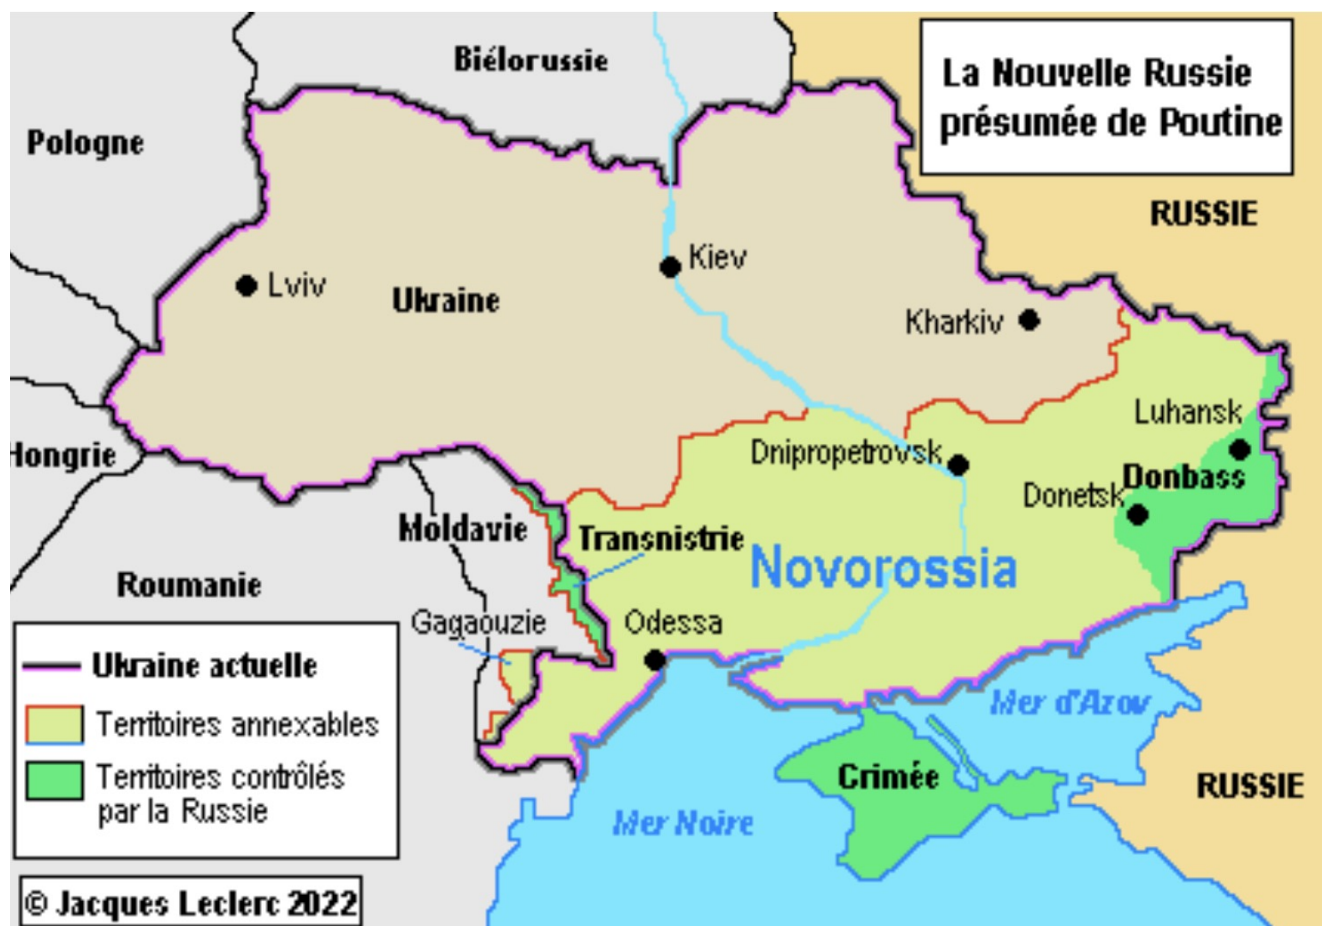 La Nouvelle Russie
présumée de Poutine
Biélorussie
Pologne
RUSSIE
Kiev
Lviv
Ukraine
Kharkiv
Luhansk
Hongrie
Dnipropetrovsk
Donbass
Donetsk
Moldavie
Transnistrie
Novorossia
Roumanie
Gagaouzie
Odessa
Ukraine actuelle
Mer d'Azov
Territoires annexables
Territoires contrôlés
par la Russie
Crimée
RUSSIE
Mer Noire
© Jacques Leclerc 2022